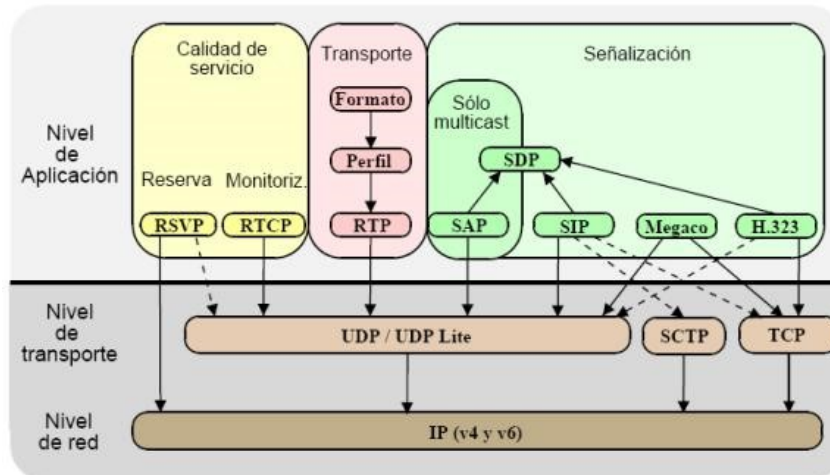 Calidad de
servicio
Transporte
Señalización
Formato
Sólo
multicast
Nivel
de
Aplicación
Perfil
SDP
Reserva
Monitoriz.
RSVP
RTCP
RTP
SAP
SIP
Megaco
H.323
Nivel
de
transporte
UDP / UDP Lite
SCTP
TCP
Nivel
de red
IP (v4 y v6)